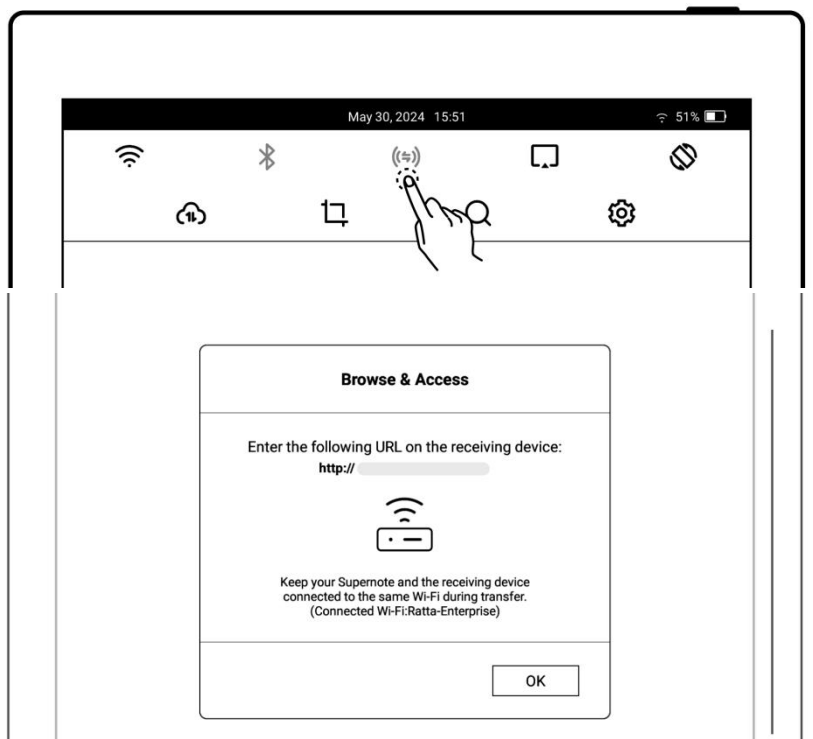 May 30, 2024 15:51
51%
Browse & Access
Enter the following URL on the receiving device:
http://
Keep your Supernote and the receiving device
connected to the same Wi-Fi during transfer.
(Connected Wi-Fi:Ratta-Enterprise)
OK